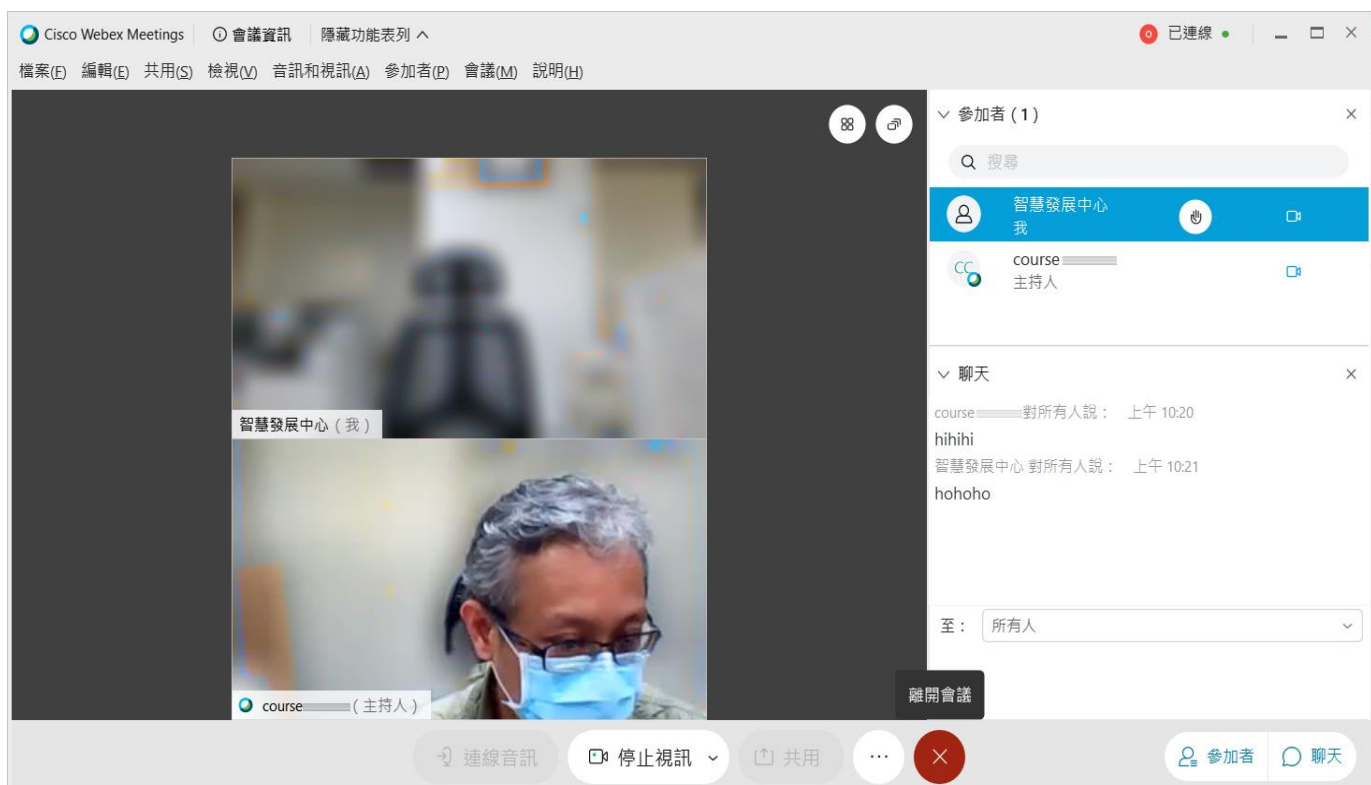 Cisco Webex Meetings 會議資訊 隱藏功能表列 已連線
檔案(F) 編輯(E) 共用(S) 檢視(V) 音訊和視訊(A) 參加者(P) 會議(M) 說明(H)
參加者 (1)
搜尋
智慧發展中心
我
CC course
主持人
聊天
course 對所有人說： 上午 10:20
hihihi
智慧發展中心 對所有人說： 上午 10:21
hohoho
智慧發展中心 (我)
至： 所有人
離開會議
course (主持人)
連線音訊 停止視訊 共用 ... 參加者 聊天